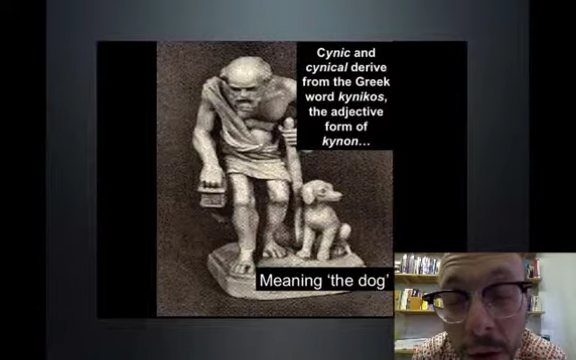 Cynic and
cynical derive
from the Greek
word kynikos,
the adjective
form of
kynon…
Meaning ‘the dog’